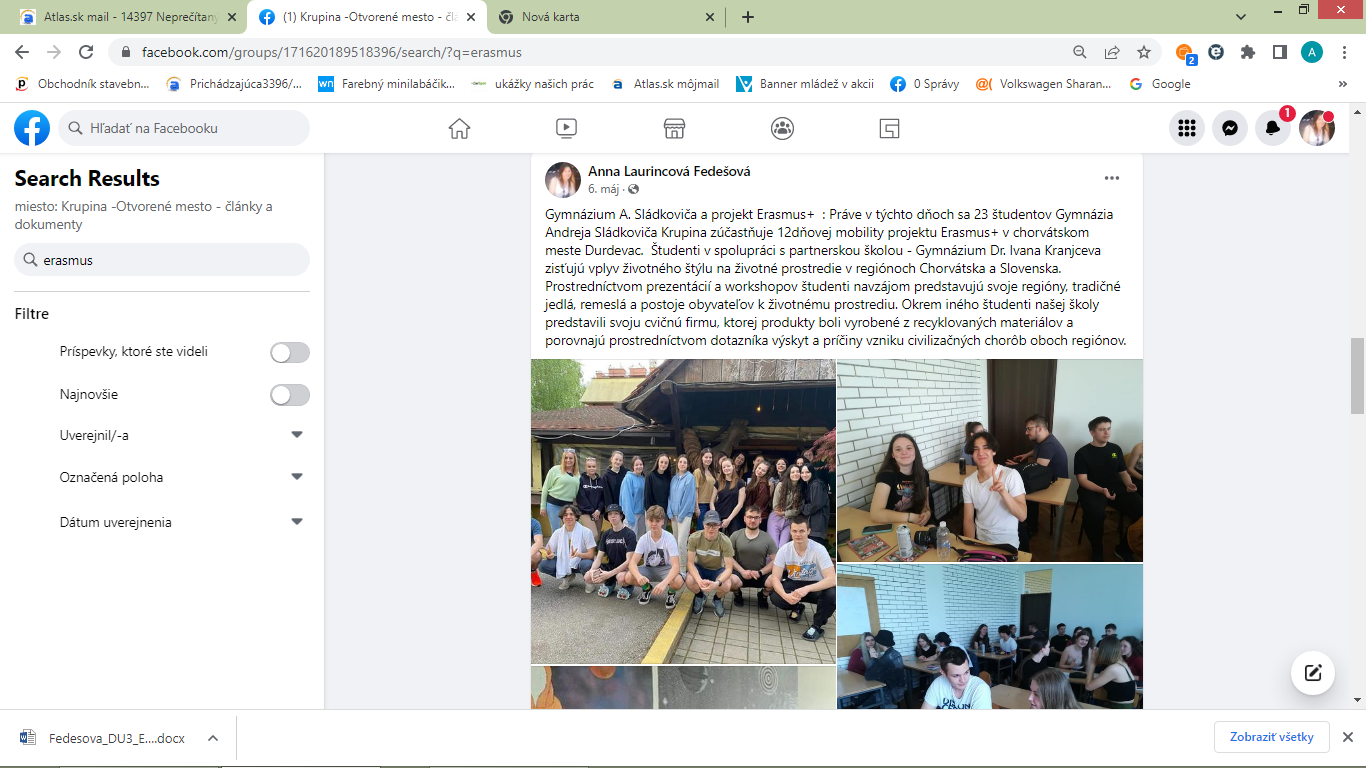 Atlas.sk mail - 14397 Neprečítan
(1) Krupina -Otvorené mesto - čl
Nová karta
facebook.com/groups/171620189518396/search/?q=erasmus
2
A
Obchodník stavebn...
Prichádzajúca3396/...
wn
Farebný minilabáčik...
ukážky našich prác
a
Atlas.sk môjmail
Banner mládež v akcii
0 Správy
@(
Volkswagen Sharan...
Google
»
Hľadať na Facebooku
1
Search Results
miesto: Krupina -Otvorené mesto - články a
dokumenty
erasmus
Filtre
Príspevky, ktoré ste videli
Najnovšie
Uverejnil/-a
Označená poloha
Dátum uverejnenia
Anna Laurincová Fedešová
6. máj ·
Gymnázium A. Sládkoviča a projekt Erasmus+  : Práve v týchto dňoch sa 23 študentov Gymnázia
Andreja Sládkoviča Krupina zúčastňuje 12dňovej mobility projektu Erasmus+ v chorvátskom
meste Durdevac.  Študenti v spolupráci s partnerskou školou - Gymnázium Dr. Ivana Kranjceva
zisťujú vplyv životného štýlu na životné prostredie v regiónoch Chorvátska a Slovenska.
Prostredníctvom prezentácií a workshopov študenti navzájom predstavujú svoje regióny, tradičné
jedlá, remeslá a postoje obyvateľov k životnému prostrediu. Okrem iného študenti našej školy
predstavili svoju cvičnú firmu, ktorej produkty boli vyrobené z recyklovaných materiálov a
porovnajú prostredníctvom dotazníka výskyt a príčiny vzniku civilizačných chorôb oboch regiónov.
Fedesova_DU3_E....docx
Zobraziť všetky